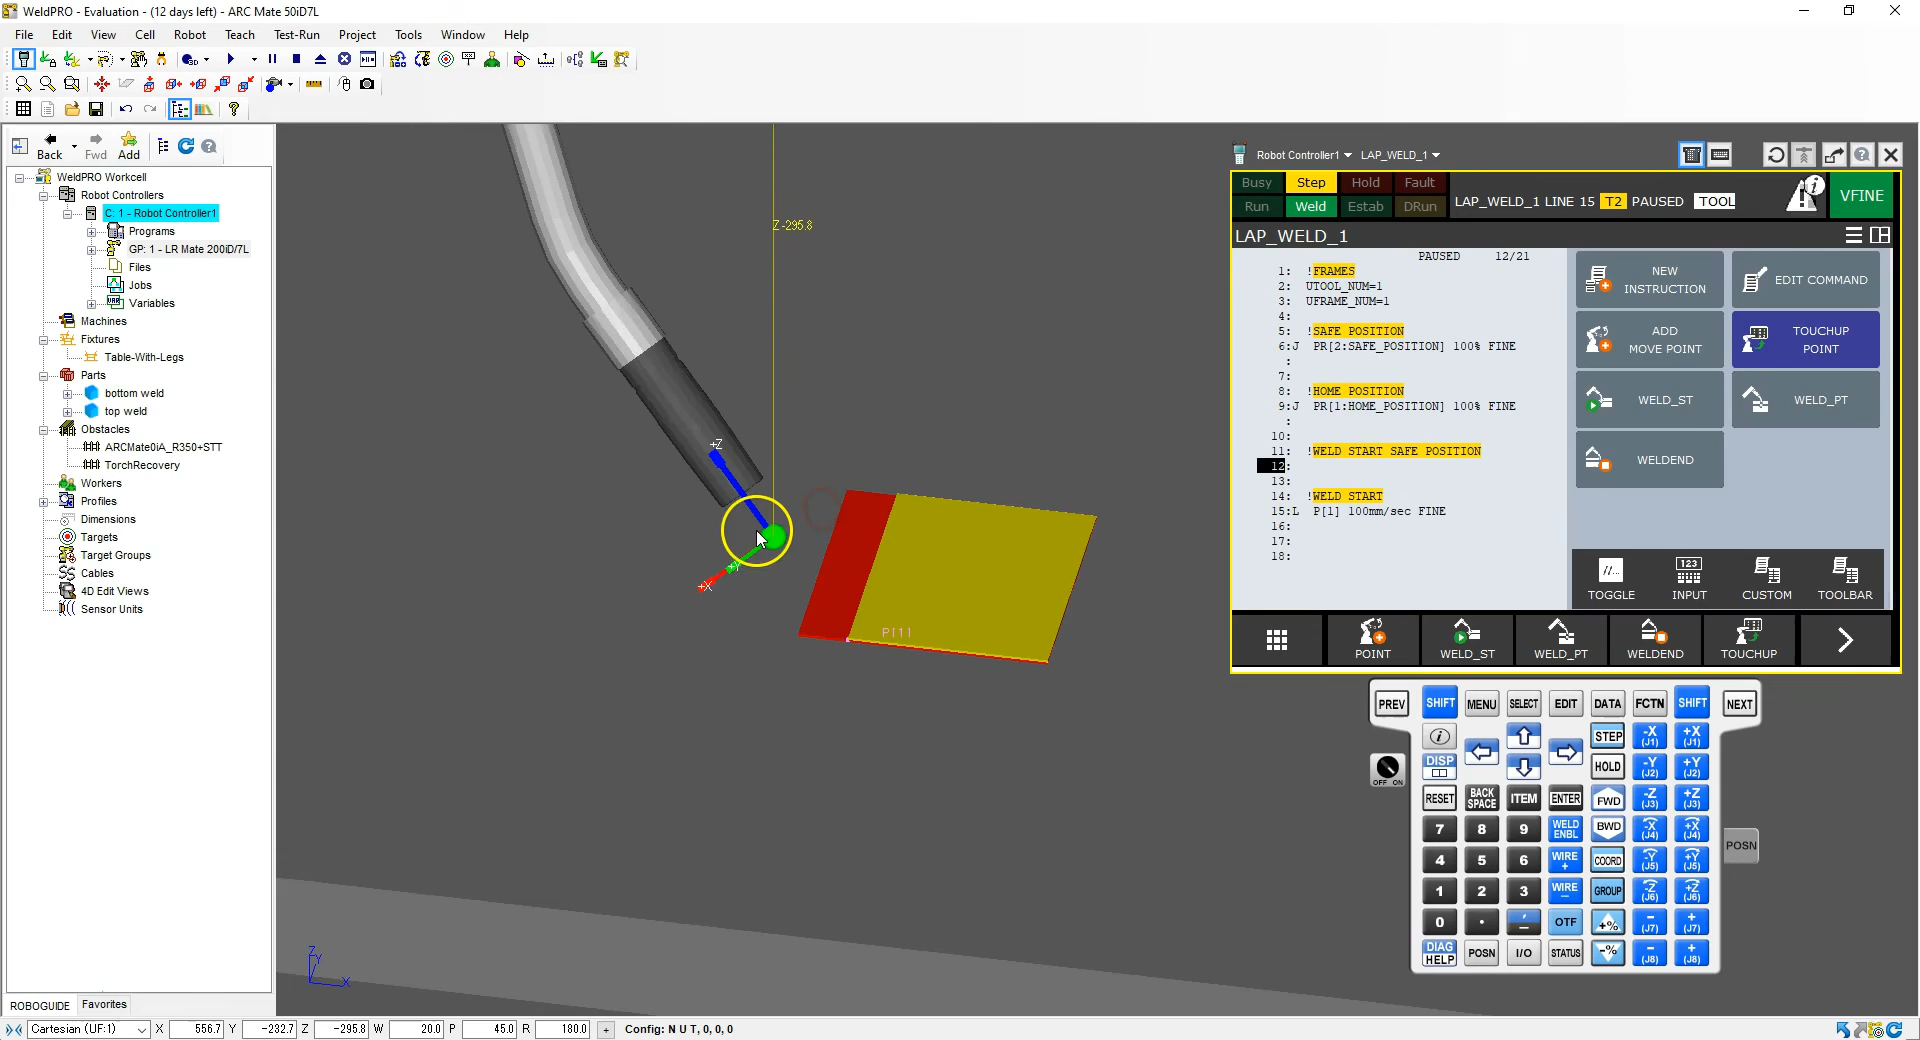 WeldPRO - Evaluation - (12 days left) - ARC Mate 50iD7L
File Edit View Cell Robot Teach Test-Run Project Tools Window Help
Back Fwd Add
WeldPRO Workcell
Robot Controllers
C: 1 - Robot Controller1
Programs
GP: 1 - LR Mate 200iD/7L
Files
Jobs
Variables
Machines
Fixtures
Table-With-Legs
Parts
bottom weld
top weld
Obstacles
ARCMate0iA_R350+STT
TorchRecovery
Workers
Profiles
Dimensions
Targets
Target Groups
Cables
4D Edit Views
Sensor Units
ROBOGUIDE Favorites
Z -295.8
+Z
+Y
+X
P[1]
Z
Y
X
Robot Controller1 LAP_WELD_1
Busy Step Hold Fault
Run Weld Estab DRun
LAP_WELD_1 LINE 15 T2 PAUSED TOOL
VFINE
LAP_WELD_1
PAUSED 12/21
1: !FRAMES
2: UTOOL_NUM=1
3: UFRAME_NUM=1
4:
5: !SAFE POSITION
6:J PR[2:SAFE_POSITION] 100% FINE
:
7:
8: !HOME POSITION
9:J PR[1:HOME_POSITION] 100% FINE
:
10:
11: !WELD START SAFE POSITION
12:
13:
14: !WELD START
15:L P[1] 100mm/sec FINE
16:
17:
18:
NEW INSTRUCTION
EDIT COMMAND
ADD MOVE POINT
TOUCHUP POINT
WELD_ST
WELD_PT
WELDEND
TOGGLE INPUT CUSTOM TOOLBAR
POINT WELD_ST WELD_PT WELDEND TOUCHUP
PREV SHIFT MENU SELECT EDIT DATA FCTN SHIFT NEXT
STEP -X (J1) +X (J1)
DISP HOLD -Y (J2) +Y (J2)
OFF ON
RESET BACK SPACE ITEM ENTER FWD -Z (J3) +Z (J3)
7 8 9 WELD ENBL BWD -X (J4) +X (J4)
POSN
4 5 6 WIRE + COORD -Y (J5) +Y (J5)
1 2 3 WIRE - GROUP -Z (J6) +Z (J6)
0 . OTF +% - (J7) + (J7)
DIAG HELP POSN I/O STATUS -% - (J8) + (J8)
Cartesian (UF:1) X 556.7 Y -232.7 Z -295.8 W 20.0 P 45.0 R 180.0 + Config: N U T, 0, 0, 0